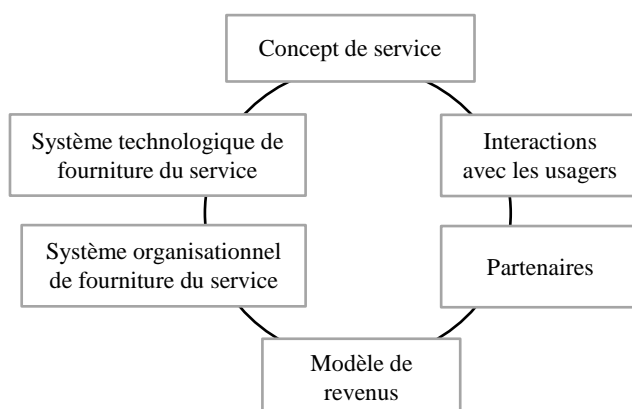 Concept de service
Système technologique de
fourniture du service
Interactions
avec les usagers
Système organisationnel
de fourniture du service
Partenaires
Modèle de
revenus